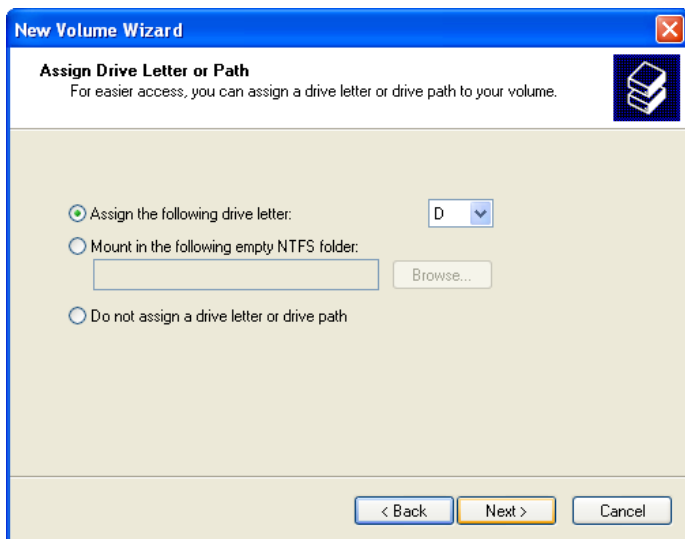 New Volume Wizard
Assign Drive Letter or Path
For easier access, you can assign a drive letter or drive path to your volume.
Assign the following drive letter: D
Mount in the following empty NTFS folder:
Browse...
Do not assign a drive letter or drive path
< Back Next > Cancel